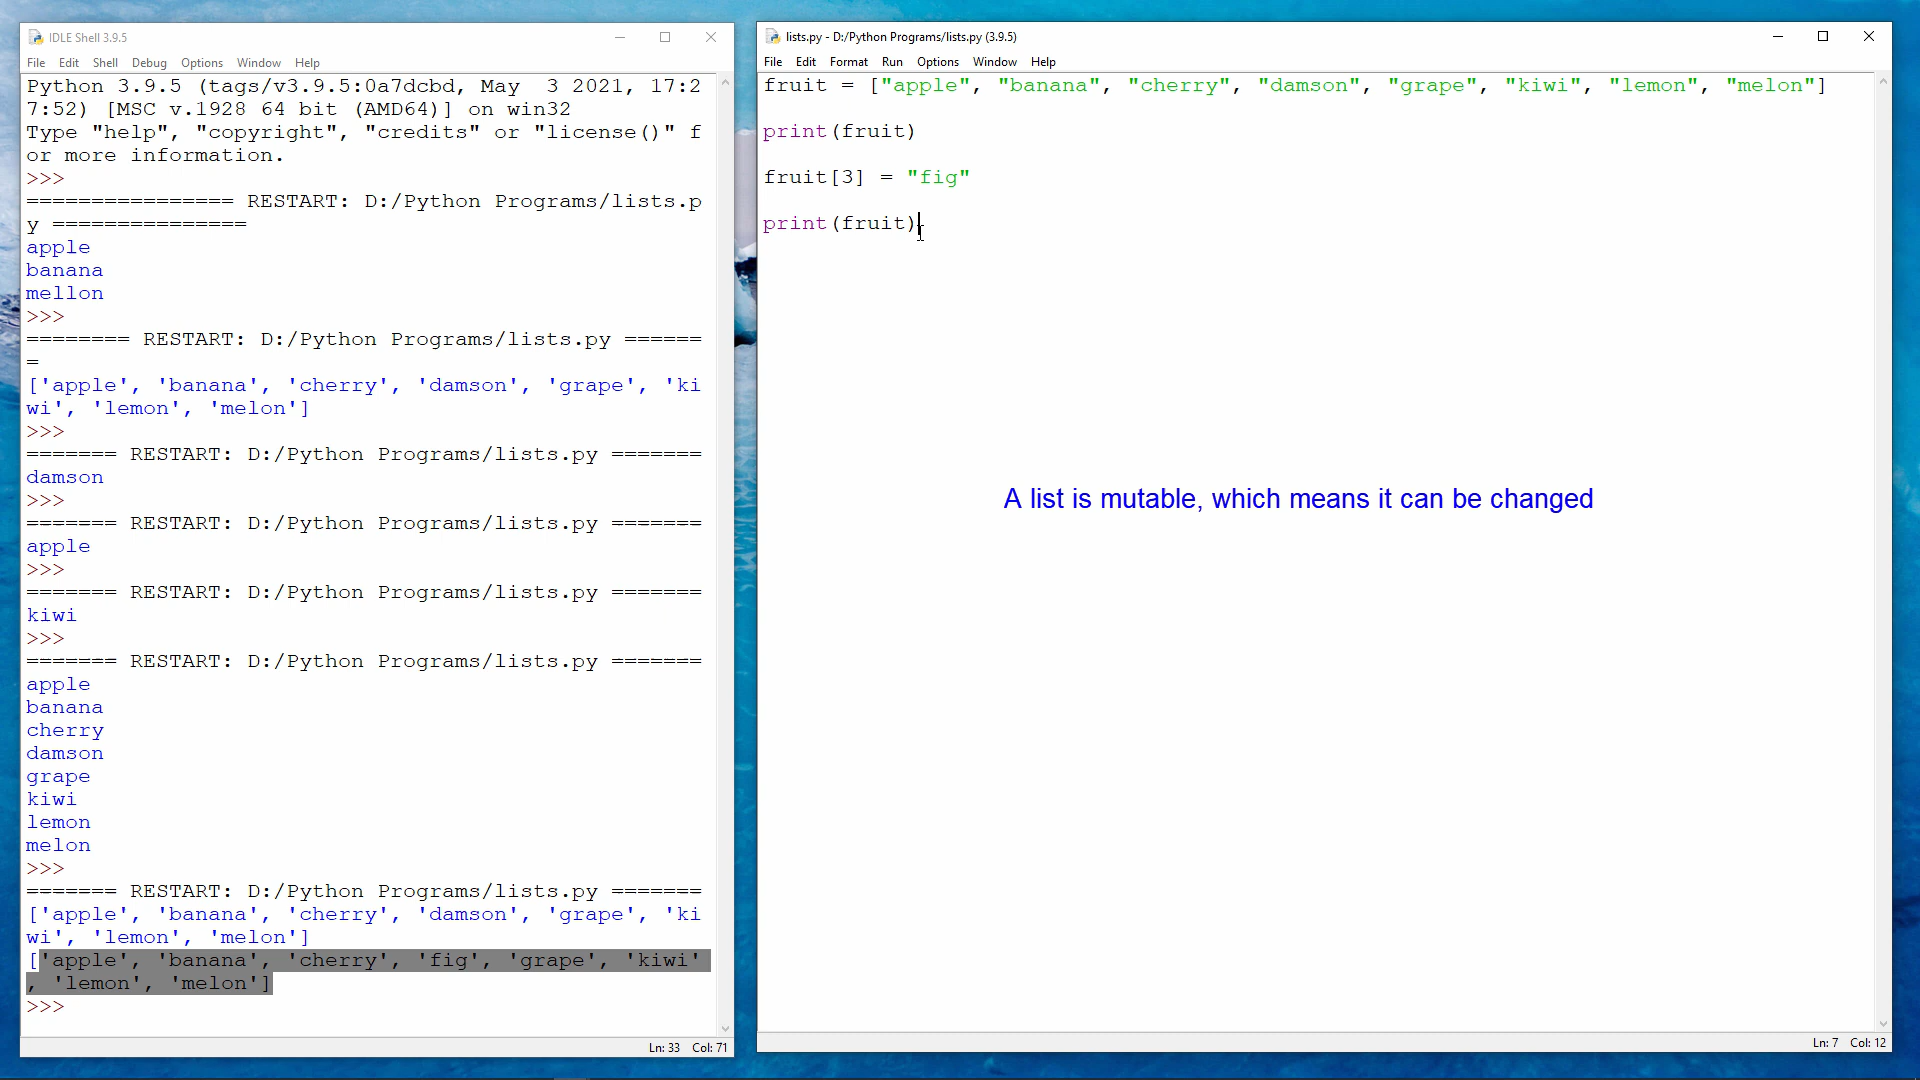 IDLE Shell 3.9.5
File Edit Shell Debug Options Window Help
Python 3.9.5 (tags/v3.9.5:0a7dcbd, May  3 2021, 17:2
7:52) [MSC v.1928 64 bit (AMD64)] on win32
Type "help", "copyright", "credits" or "license()" f
or more information.
>>>
================ RESTART: D:/Python Programs/lists.p
y ===============
apple
banana
mellon
>>>
======== RESTART: D:/Python Programs/lists.py ======
=
['apple', 'banana', 'cherry', 'damson', 'grape', 'ki
wi', 'lemon', 'melon']
>>>
======= RESTART: D:/Python Programs/lists.py =======
damson
>>>
======= RESTART: D:/Python Programs/lists.py =======
apple
>>>
======= RESTART: D:/Python Programs/lists.py =======
kiwi
>>>
======= RESTART: D:/Python Programs/lists.py =======
apple
banana
cherry
damson
grape
kiwi
lemon
melon
>>>
======= RESTART: D:/Python Programs/lists.py =======
['apple', 'banana', 'cherry', 'damson', 'grape', 'ki
wi', 'lemon', 'melon']
['apple', 'banana', 'cherry', 'fig', 'grape', 'kiwi'
, 'lemon', 'melon']
>>>
Ln: 33 Col: 71
lists.py - D:/Python Programs/lists.py (3.9.5)
File Edit Format Run Options Window Help
fruit = ["apple", "banana", "cherry", "damson", "grape", "kiwi", "lemon", "melon"]
print(fruit)
fruit[3] = "fig"
print(fruit)
A list is mutable, which means it can be changed
Ln: 7 Col: 12